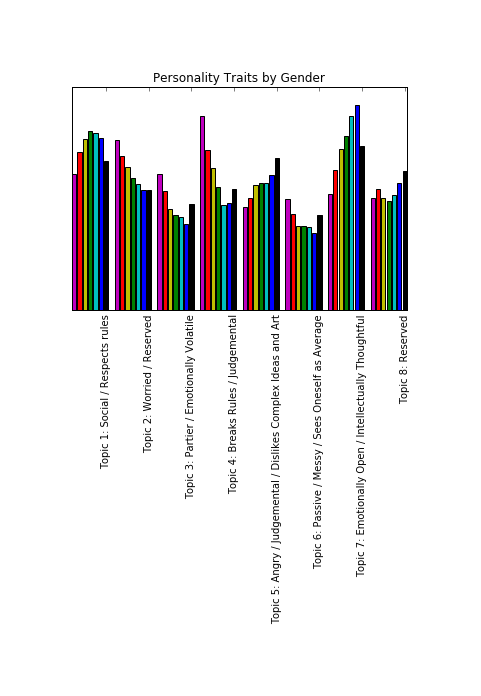 Personality Traits by Gender
Topic 1: Social / Respects rules
Topic 2: Worried / Reserved
Topic 3: Partier / Emotionally Volatile
Topic 4: Breaks Rules / Judgemental
Topic 5: Angry / Judgemental / Dislikes Complex Ideas and Art
Topic 6: Passive / Messy / Sees Oneself as Average
Topic 7: Emotionally Open / Intellectually Thoughtful
Topic 8: Reserved